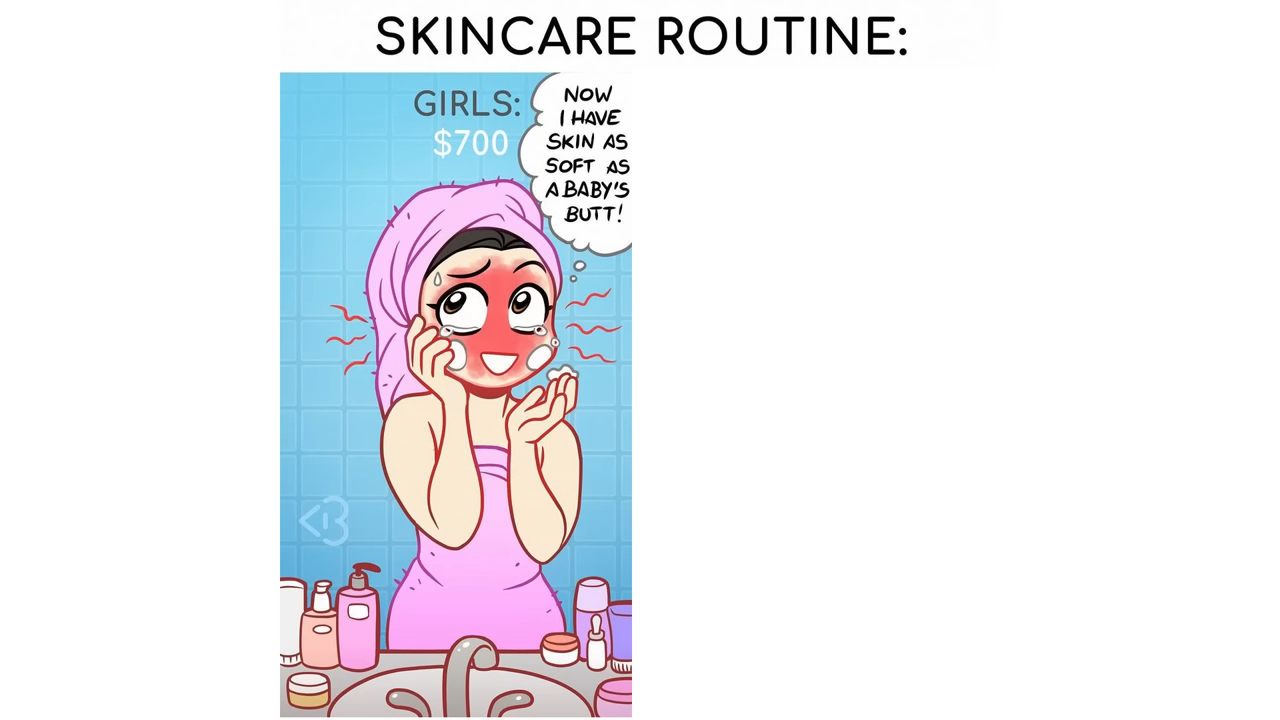 SKINCARE ROUTINE:
GIRLS:
$700
NOW
I HAVE
SKIN AS
SOFT AS
A BABY'S
BUTT!